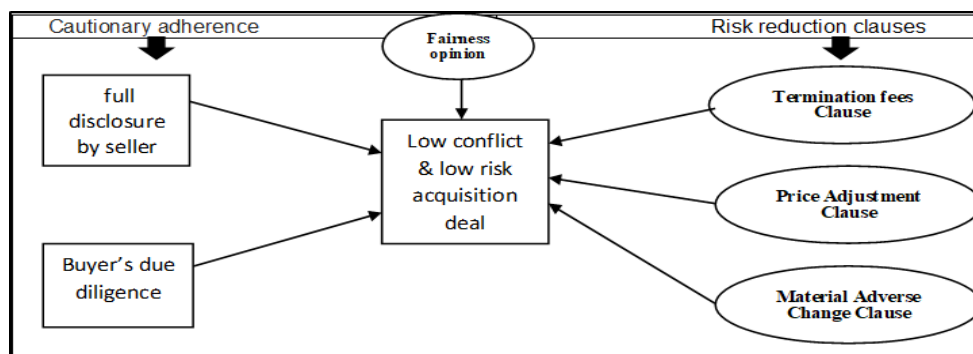 Cautionary adherence
Risk reduction clauses
Fairness
opinion
full
disclosure
by seller
Buyer's due
diligence
Low conflict
& low risk
acquisition
deal
Termination fees
Clause
Price Adjustment
Clause
Material Adverse
Change Clause